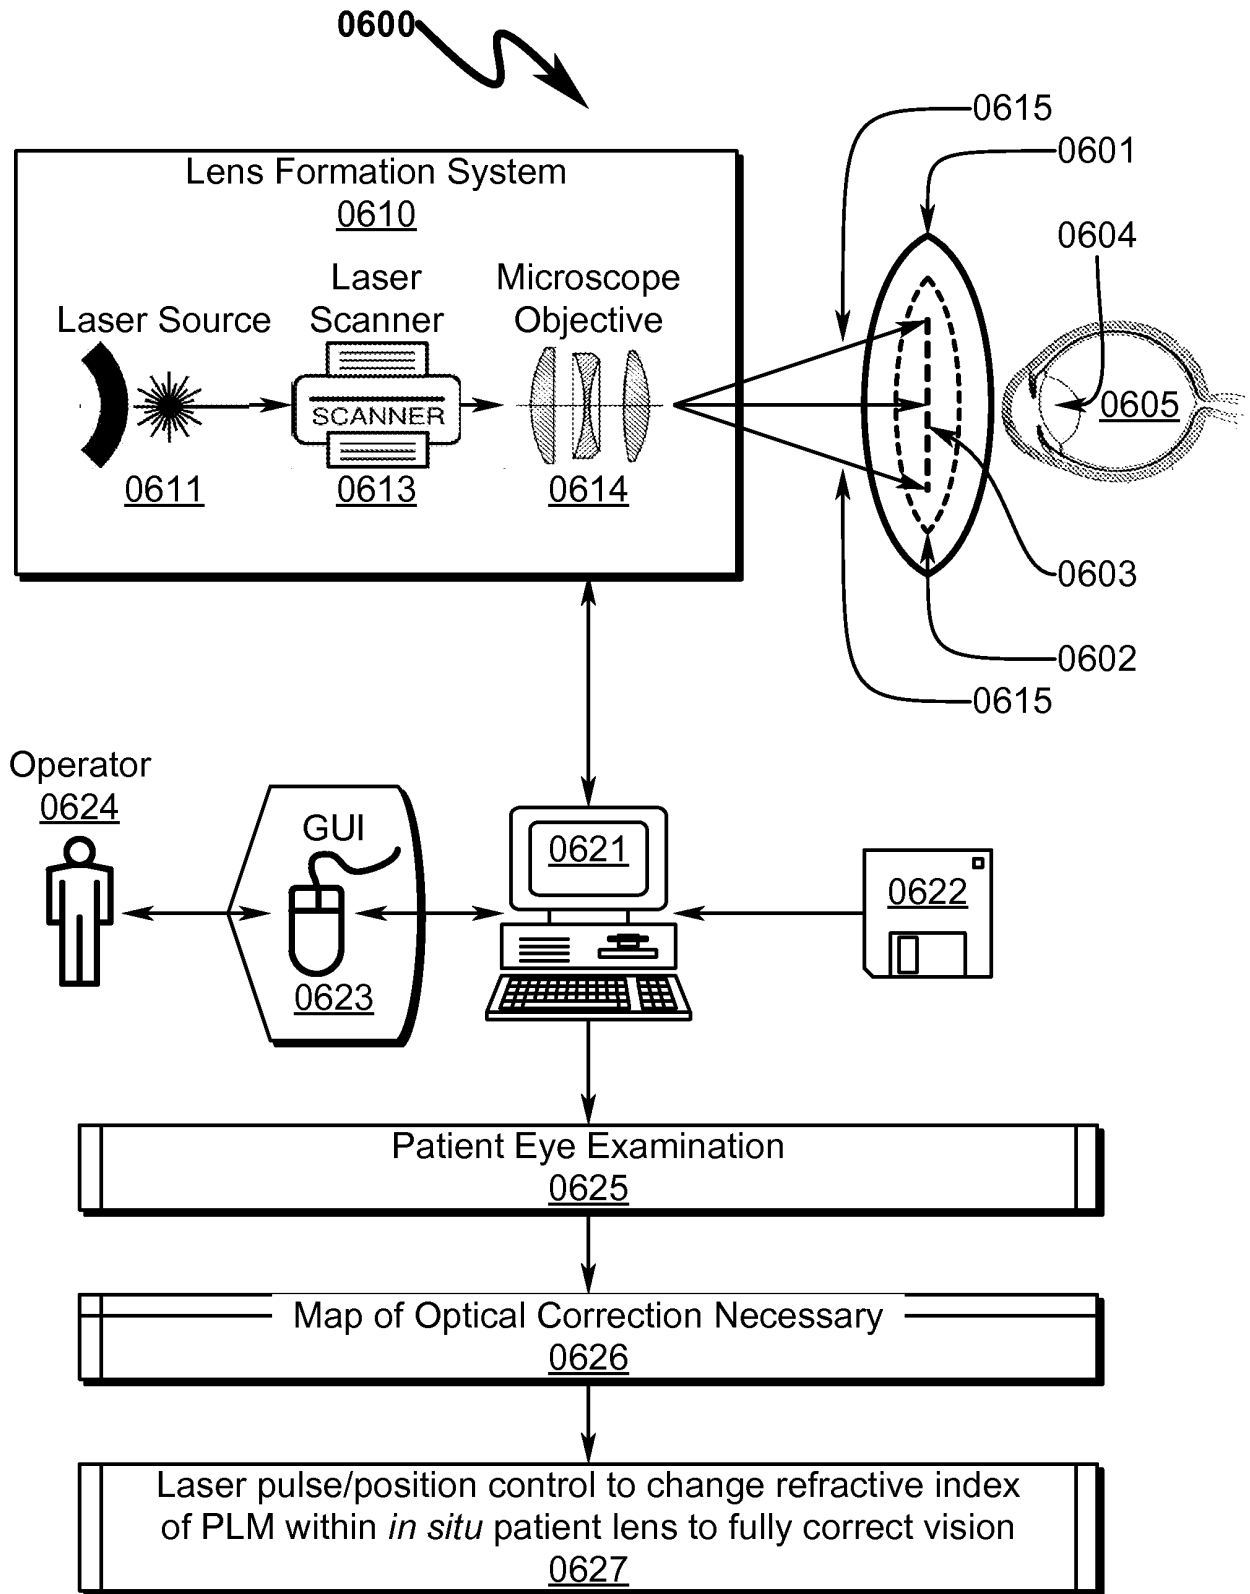 0600
0615
0601
0604
Lens Formation System
0610
Laser Source
Laser
Scanner
Microscope
Objective
SCANNER
0611
0613
0614
0605
0603
0602
0615
Operator
0624
GUI
0623
0621
0622
Patient Eye Examination
0625
Map of Optical Correction Necessary
0626
Laser pulse/position control to change refractive index
of PLM within in situ patient lens to fully correct vision
0627